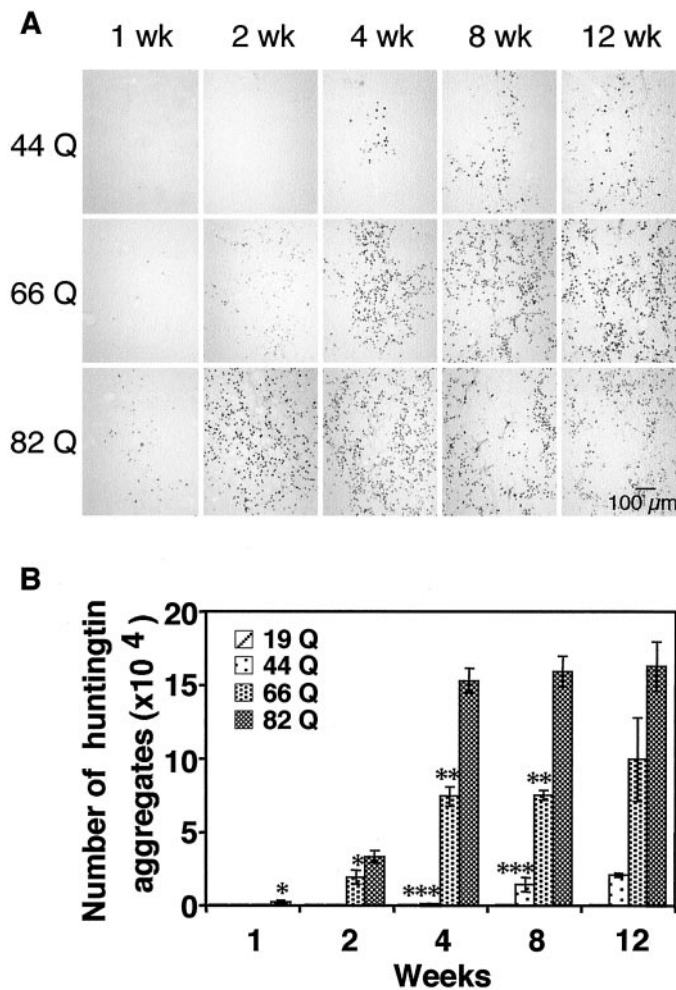 A
1 wk 2 wk 4 wk 8 wk 12 wk
44 Q
66 Q
82 Q
100 µm
B
Number of huntingtin
aggregates (x10 4 )
20
15
10
5
0
19 Q
44 Q
66 Q
82 Q
*
*
***
**
***
**
1 2 4 8 12
Weeks